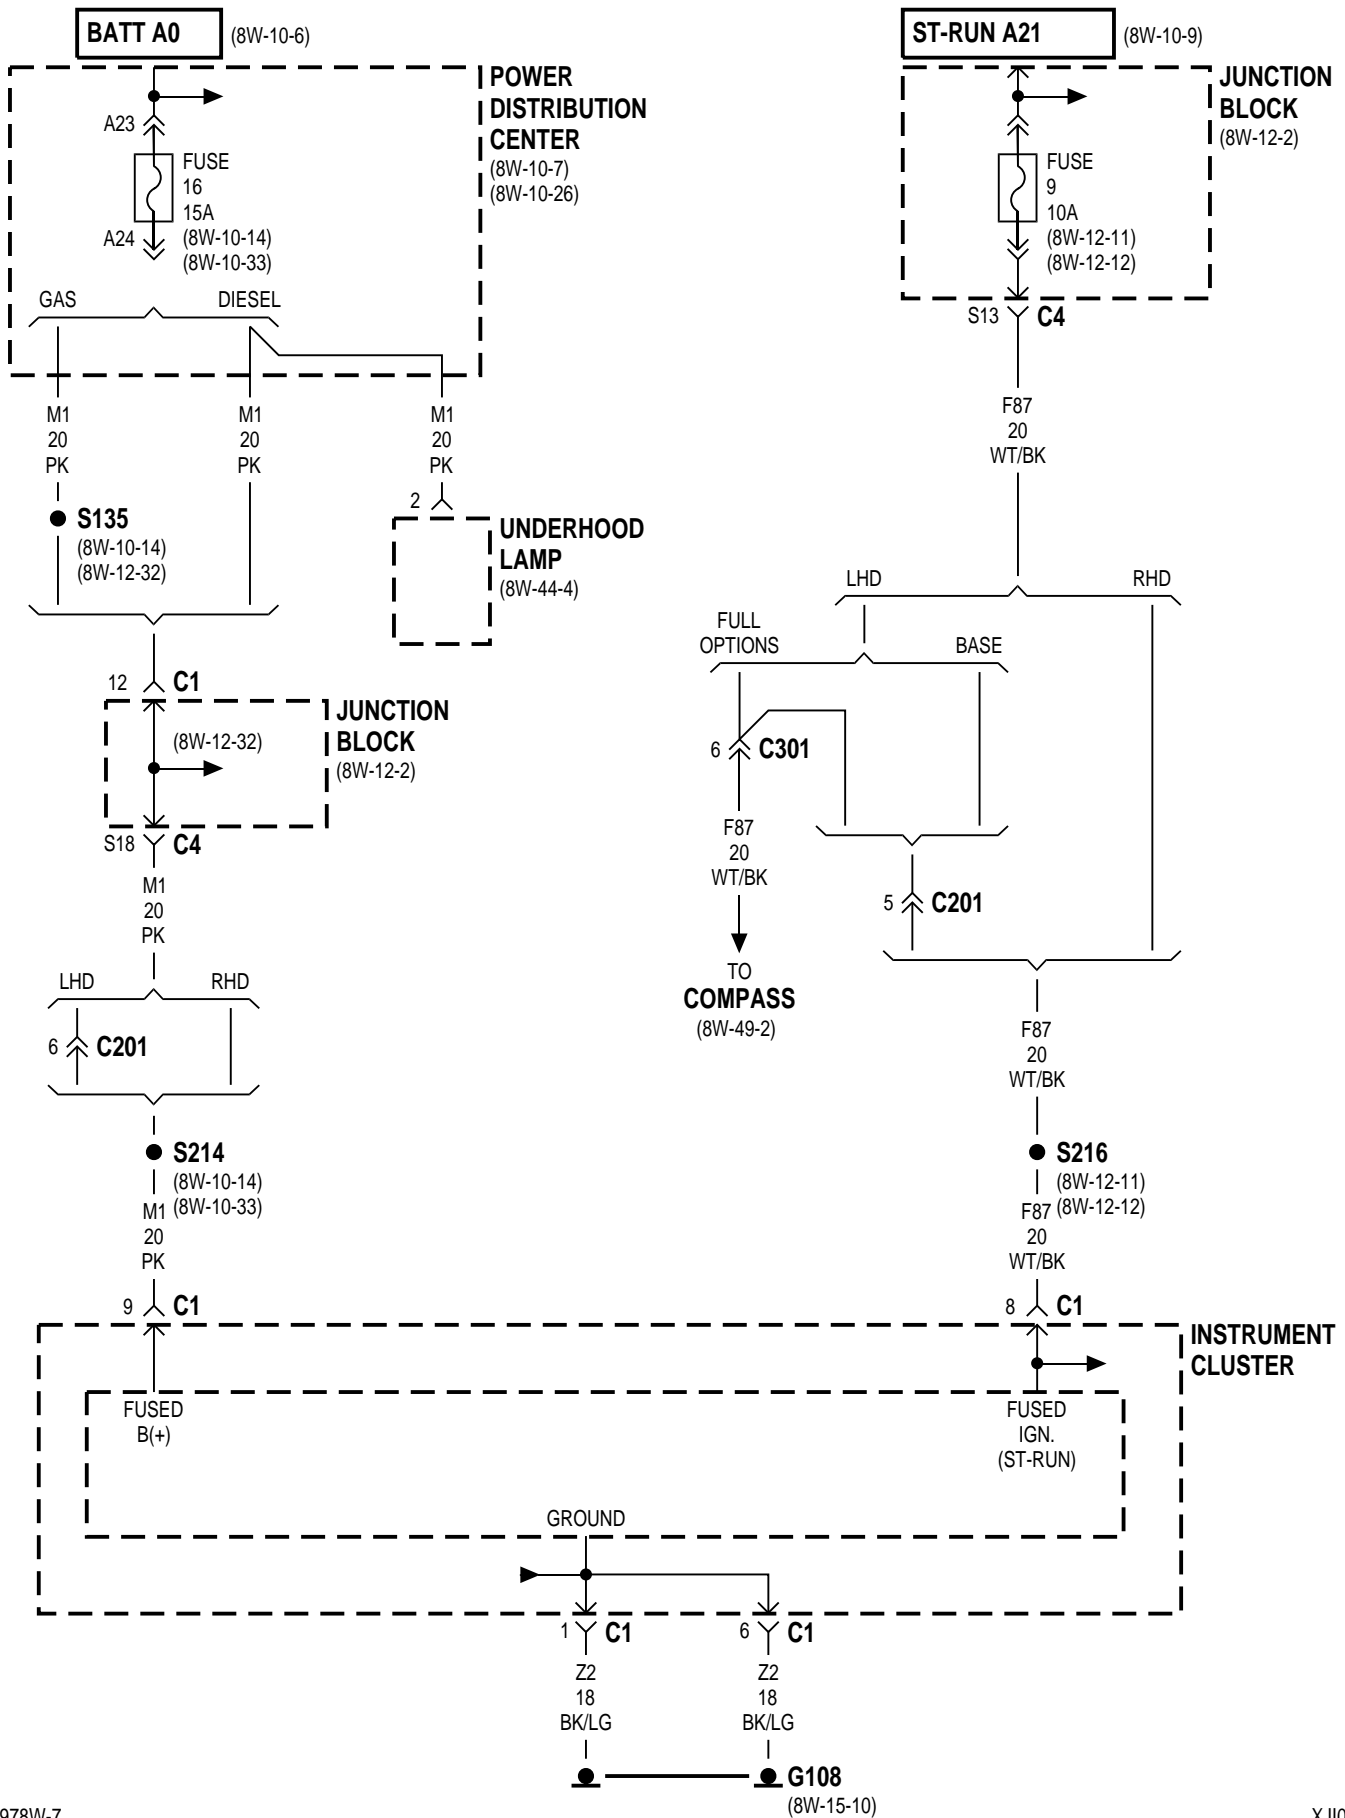 BATT A0 (8W-10-6)
ST-RUN A21 (8W-10-9)
POWER
DISTRIBUTION
CENTER
(8W-10-7)
(8W-10-26)
A23
FUSE
16
15A
(8W-10-14)
(8W-10-33)
A24
GAS DIESEL
JUNCTION
BLOCK
(8W-12-2)
FUSE
9
10A
(8W-12-11)
(8W-12-12)
S13 C4
M1
20
PK
M1
20
PK
M1
20
PK
F87
20
WT/BK
S135
(8W-10-14)
(8W-12-32)
2
UNDERHOOD
LAMP
(8W-44-4)
LHD RHD
FULL
OPTIONS
BASE
12 C1
JUNCTION
BLOCK
(8W-12-2)
(8W-12-32)
S18 C4
M1
20
PK
6 C301
F87
20
WT/BK
5 C201
TO
COMPASS
(8W-49-2)
LHD RHD
6 C201
F87
20
WT/BK
S214
(8W-10-14)
(8W-10-33)
M1
20
PK
S216
(8W-12-11)
(8W-12-12)
F87
20
WT/BK
9 C1
8 C1
INSTRUMENT
CLUSTER
FUSED
B(+)
FUSED
IGN.
(ST-RUN)
GROUND
1 C1
6 C1
Z2
18
BK/LG
Z2
18
BK/LG
G108
(8W-15-10)
978W-7